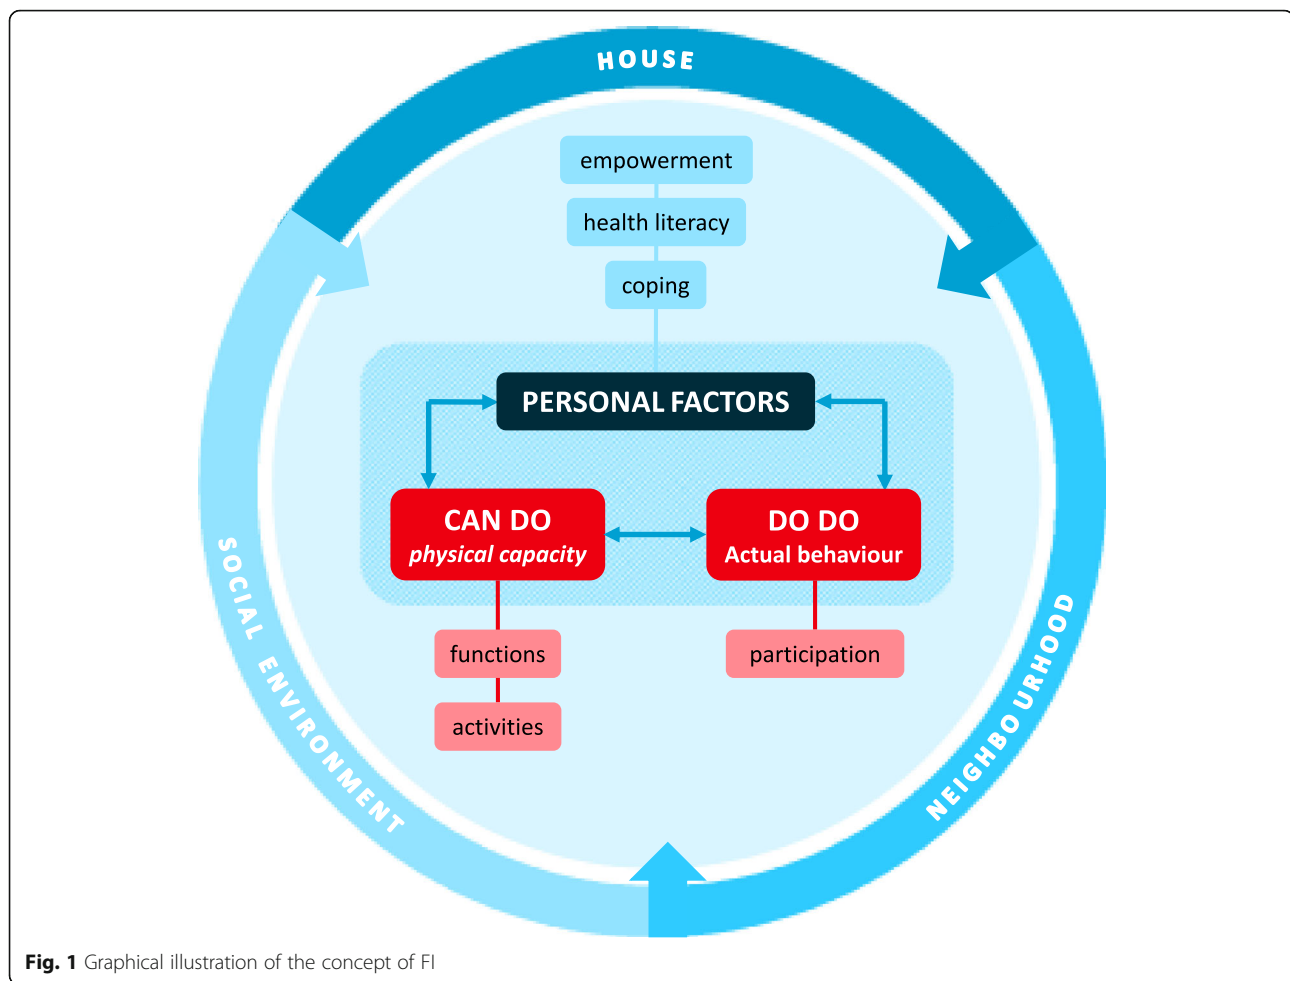 HOUSE
empowerment
health literacy
coping
PERSONAL FACTORS
CAN DO
physical capacity
DO DO
Actual behaviour
functions
participation
activities
SOCIAL ENVIRONMENT
NEIGHBOURHOOD
Fig. 1 Graphical illustration of the concept of FI